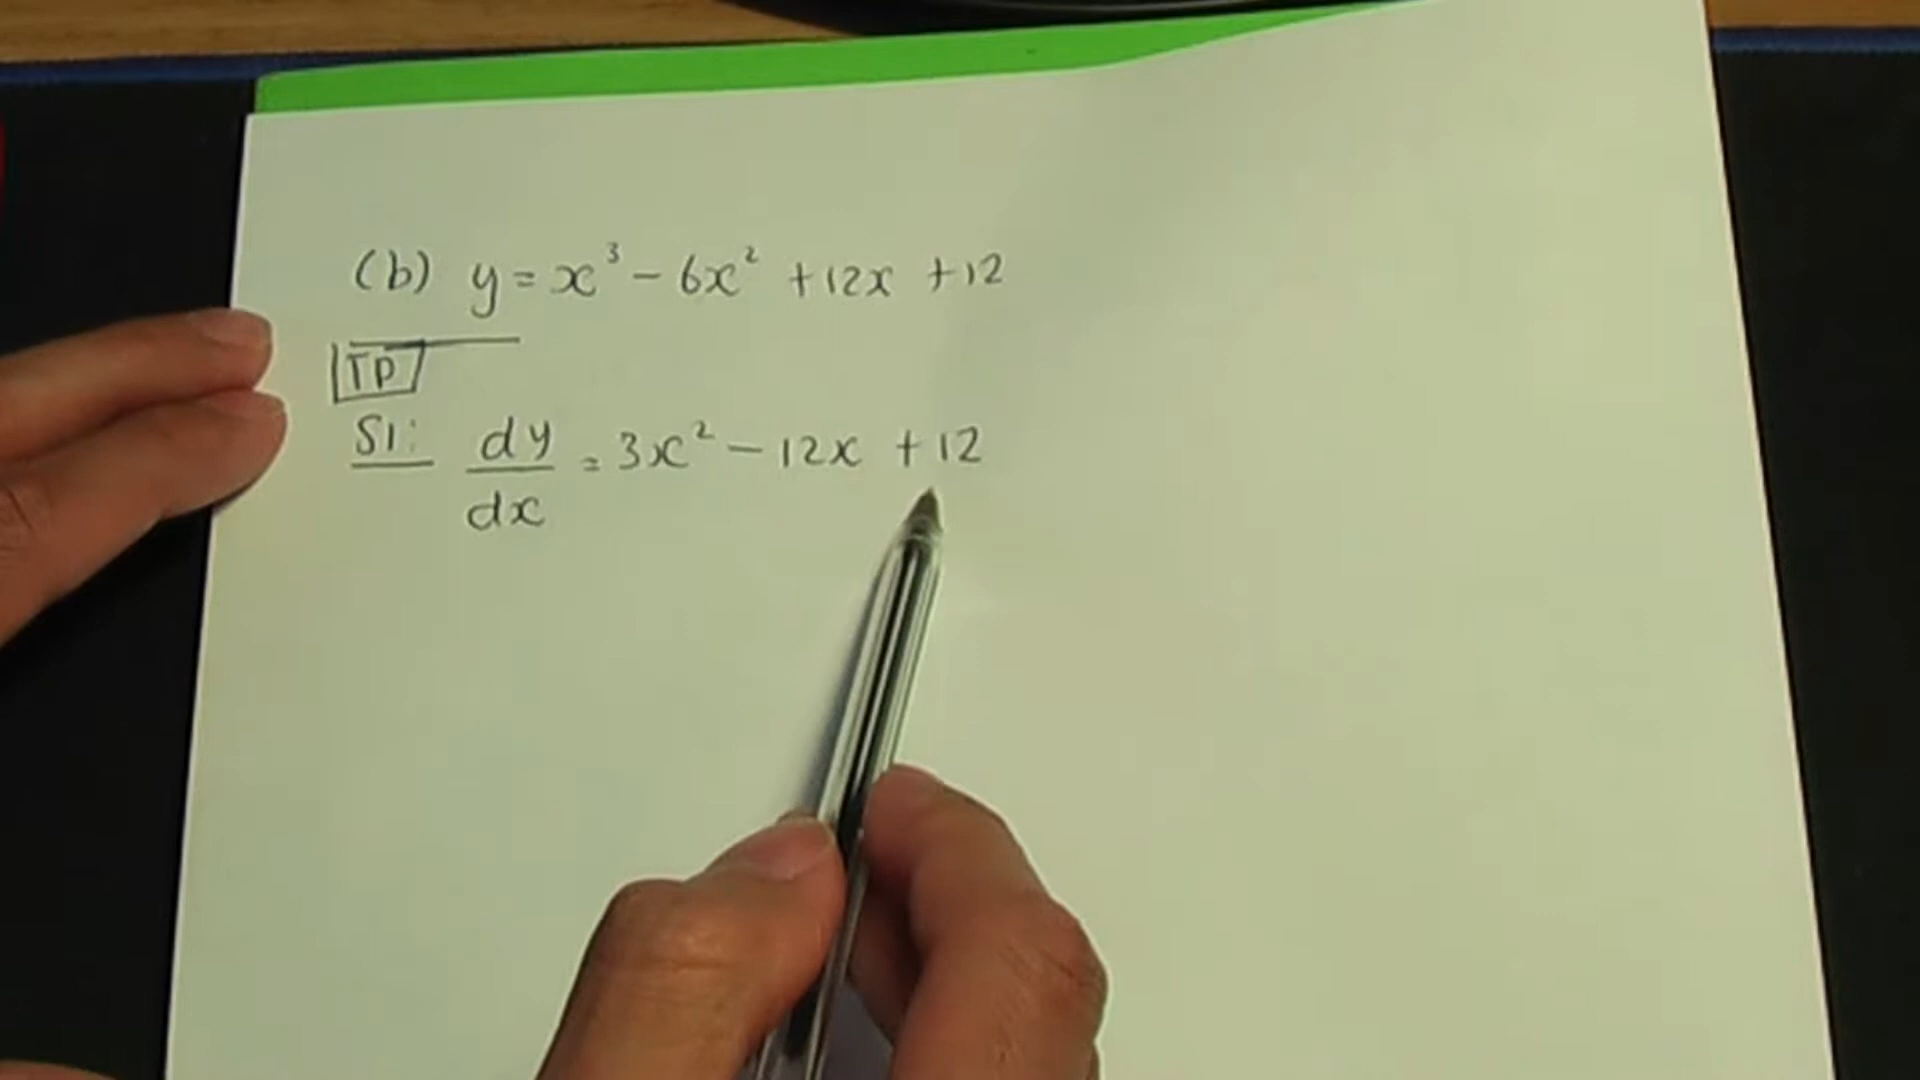 (b) y = x³ - 6x² + 12x + 12
TP
S1: dy/dx = 3x² - 12x + 12